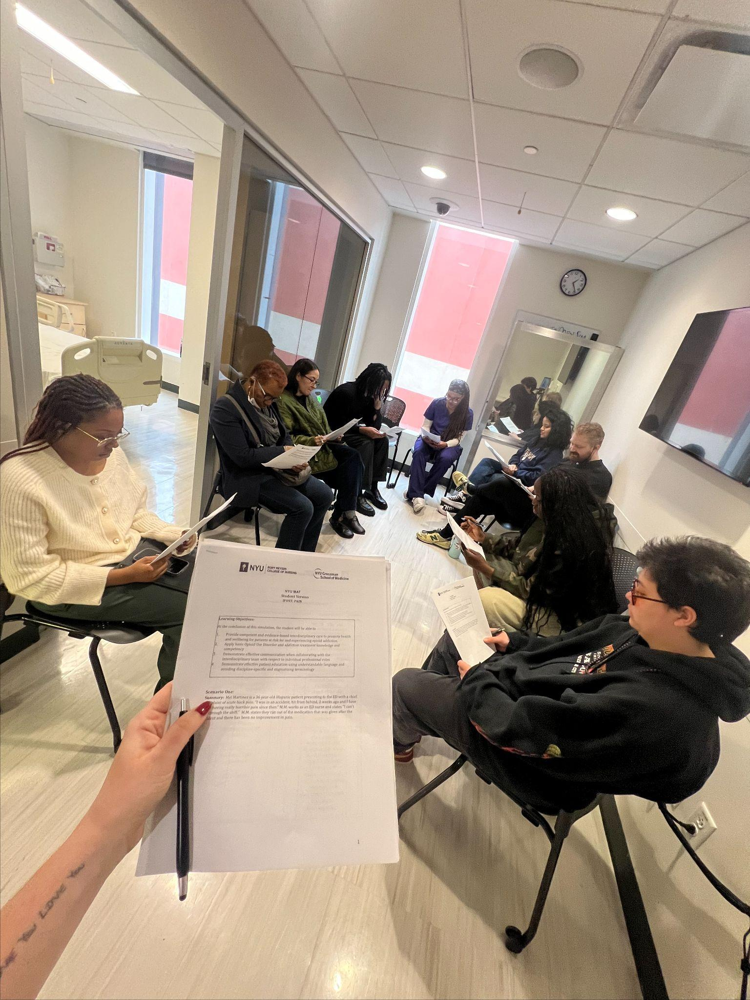 ADVANTA
NYU
RORY MEYERS
COLLEGE OF NURSING
NYU Grossman
School of Medicine
NYU MAT
Student Version
IPOST: PAIN
Learning Objectives:
At the conclusion of this simulation, the student will be able to
1. Provide competent and evidence-based interdisciplinary care to promote health
and wellbeing for patients at risk for and experiencing opioid addiction.
2. Apply basic Opioid Use Disorder and addiction treatment knowledge and
competency
3. Demonstrate effective communication when collaborating with the
interdisciplinary team with respect to individual professional roles
4. Demonstrate effective patient education using understandable language and
avoiding discipline-specific and stigmatizing terminology
Scenario One:
Summary: Mel Martinez is a 36 year-old Hispanic patient presenting to the ED with a chief
of acute back pain. "I was in an accident, hit from behind, 2 weeks ago and I have
having really horrible pain since then." M.M. works as an ED nurse and states "I can't
through the shift." M.M. states they ran out of the medication that was given after the
and there has been no improvement in pain.
1
I LOVE YOU